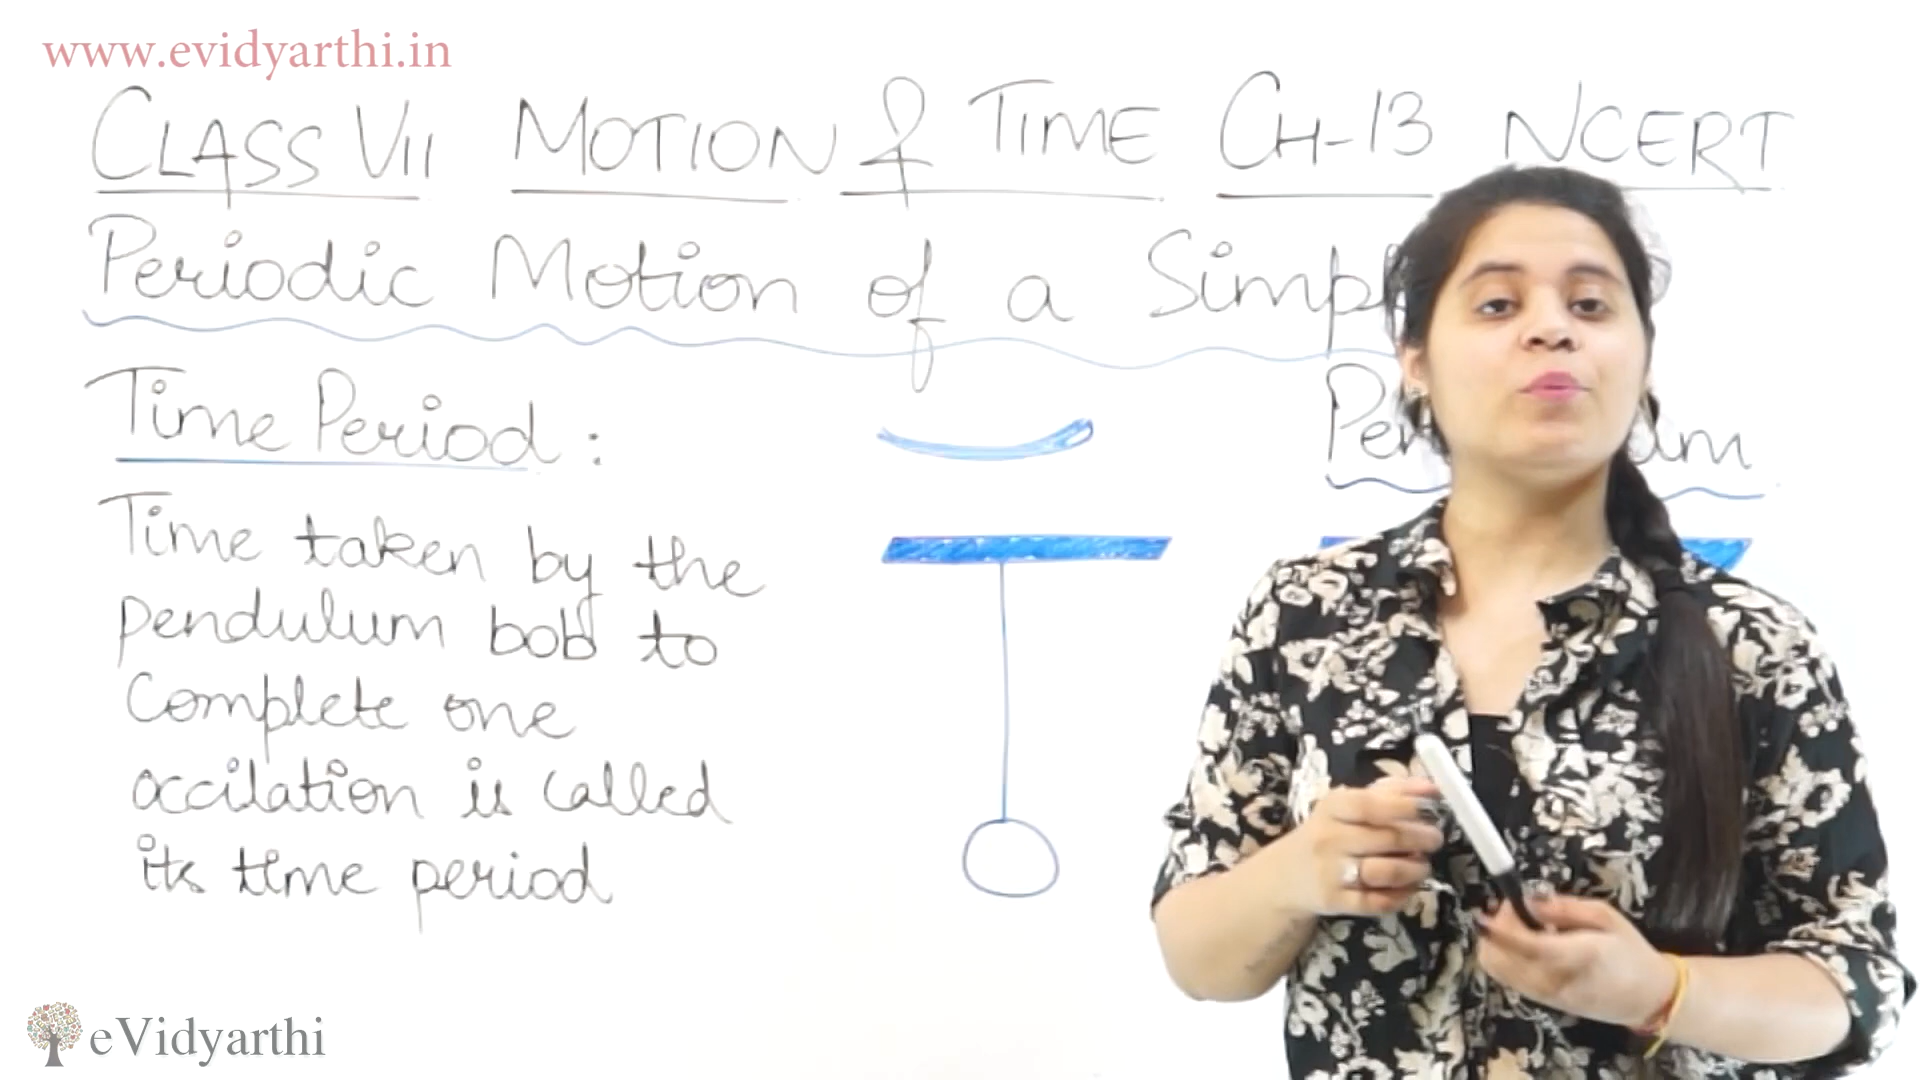 www.evidyarthi.in
CLASS VII MOTION & TIME CH-13 NCERT
Periodic Motion of a Simpl
Time Period :
Time taken by the
pendulum bob to
Complete one
occilation is called
its time period
eVidyarthi